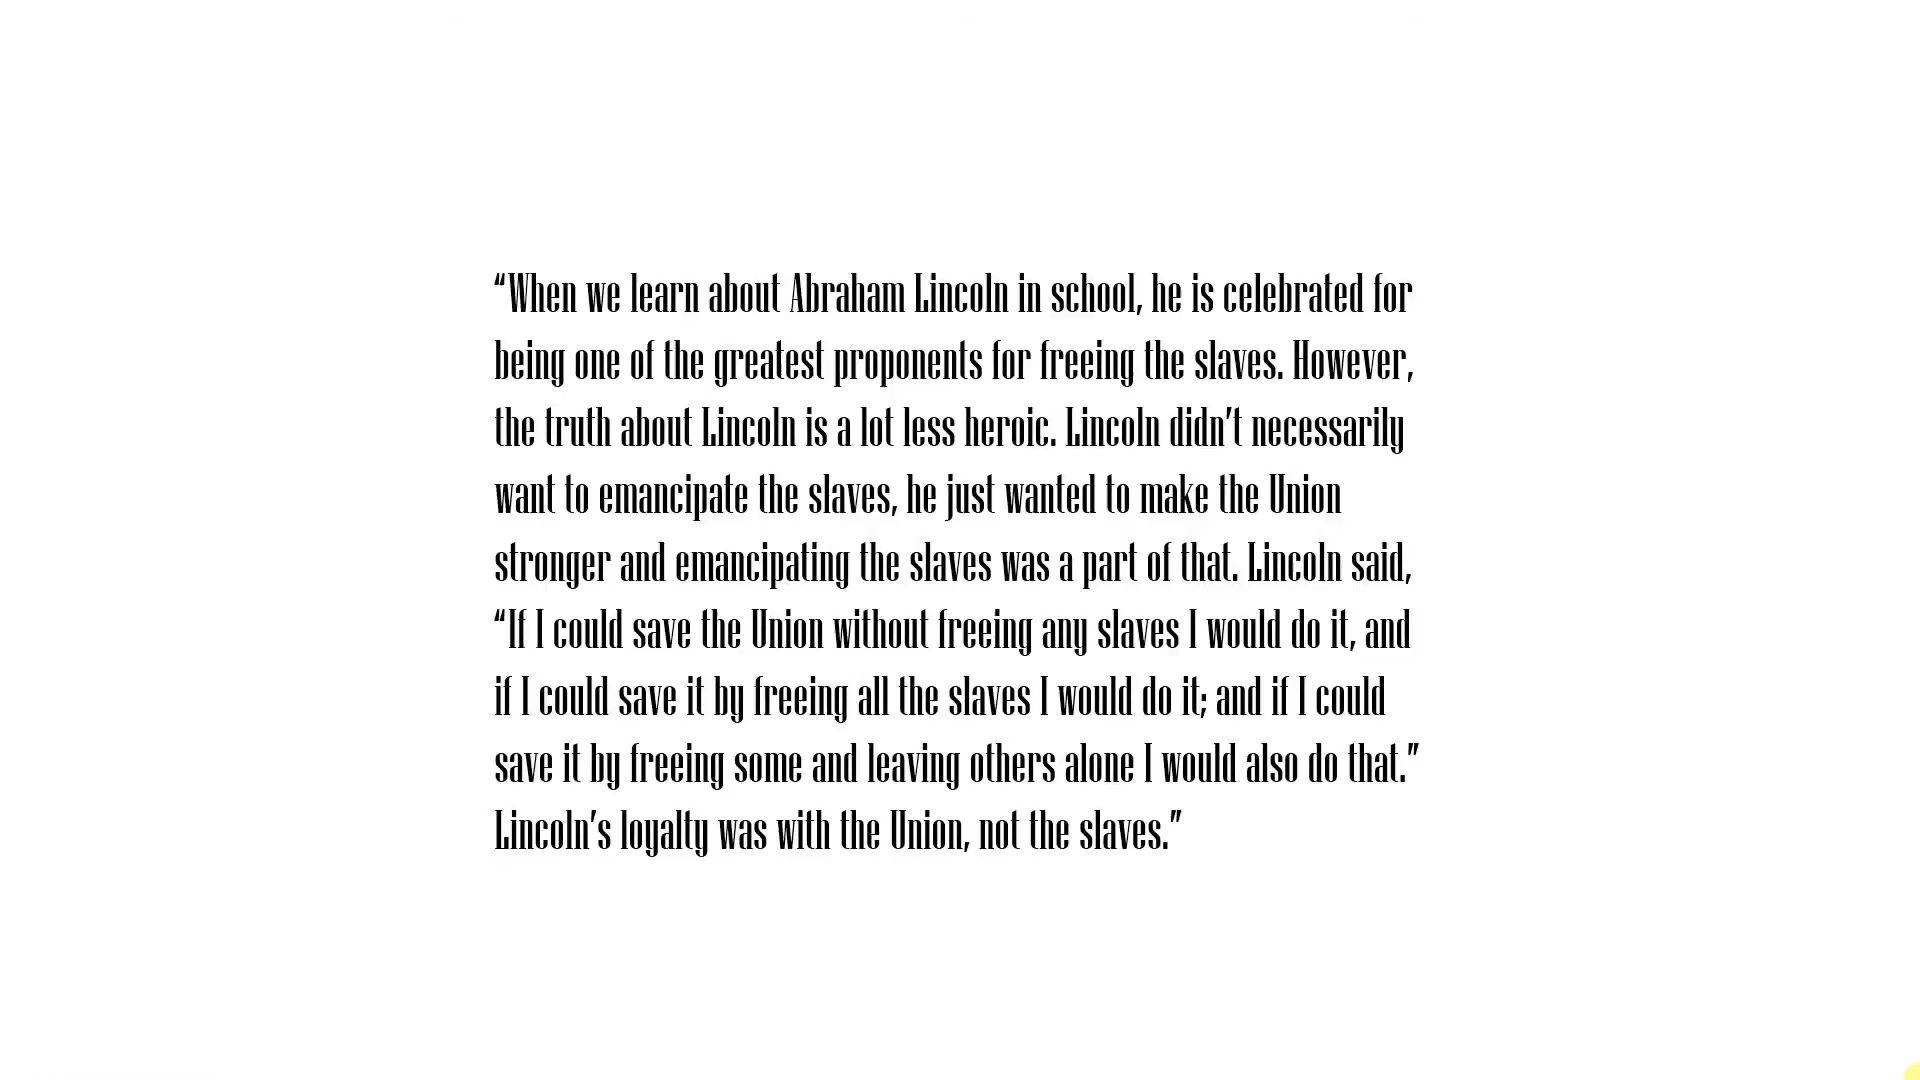 “When we learn about Abraham Lincoln in school, he is celebrated for
being one of the greatest proponents for freeing the slaves. However,
the truth about Lincoln is a lot less heroic. Lincoln didn’t necessarily
want to emancipate the slaves, he just wanted to make the Union
stronger and emancipating the slaves was a part of that. Lincoln said,
“If I could save the Union without freeing any slaves I would do it, and
if I could save it by freeing all the slaves I would do it; and if I could
save it by freeing some and leaving others alone I would also do that.”
Lincoln’s loyalty was with the Union, not the slaves.”